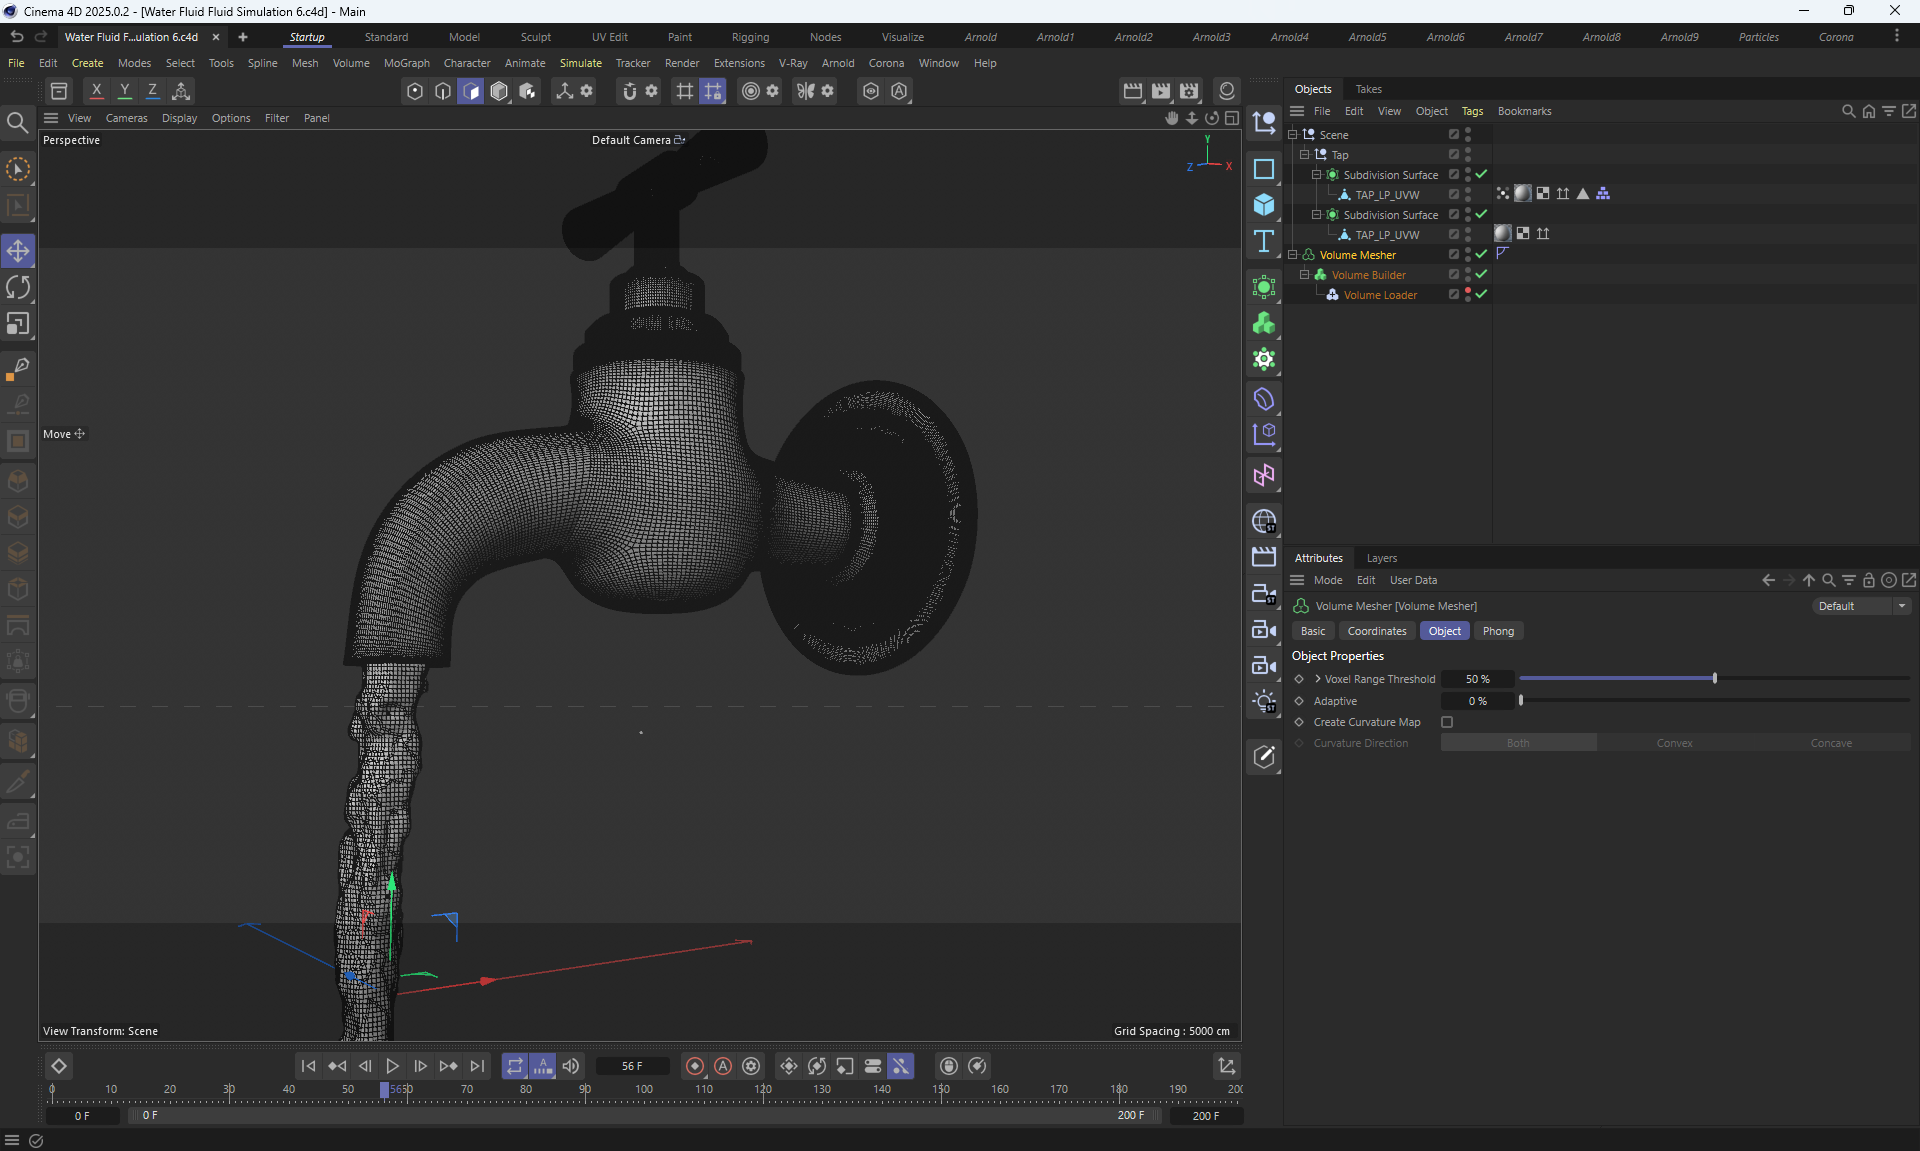 Cinema 4D 2025.0.2 - [Water Fluid Fluid Simulation 6.c4d] - Main
Water Fluid F...ulation 6.c4d Startup Standard Model Sculpt UV Edit Paint Rigging Nodes Visualize Arnold Arnold1 Arnold2 Arnold3 Arnold4 Arnold5 Arnold6 Arnold7 Arnold8 Arnold9 Particles Corona
File Edit Create Modes Select Tools Spline Mesh Volume MoGraph Character Animate Simulate Tracker Render Extensions V-Ray Arnold Corona Window Help
X Y Z
View Cameras Display Options Filter Panel
Perspective
Default Camera
Y
Z X
Move
View Transform: Scene
Grid Spacing : 5000 cm
Objects Takes
File Edit View Object Tags Bookmarks
Scene
Tap
Subdivision Surface
TAP_LP_UVW
Subdivision Surface
TAP_LP_UVW
Volume Mesher
Volume Builder
Volume Loader
Attributes Layers
Mode Edit User Data
Volume Mesher [Volume Mesher]
Default
Basic Coordinates Object Phong
Object Properties
Voxel Range Threshold 50 %
Adaptive 0 %
Create Curvature Map
Curvature Direction Both Convex Concave
56 F
0 10 20 30 40 50 5650 70 80 90 100 110 120 130 140 150 160 170 180 190 20(
0 F 0 F 200 F 200 F